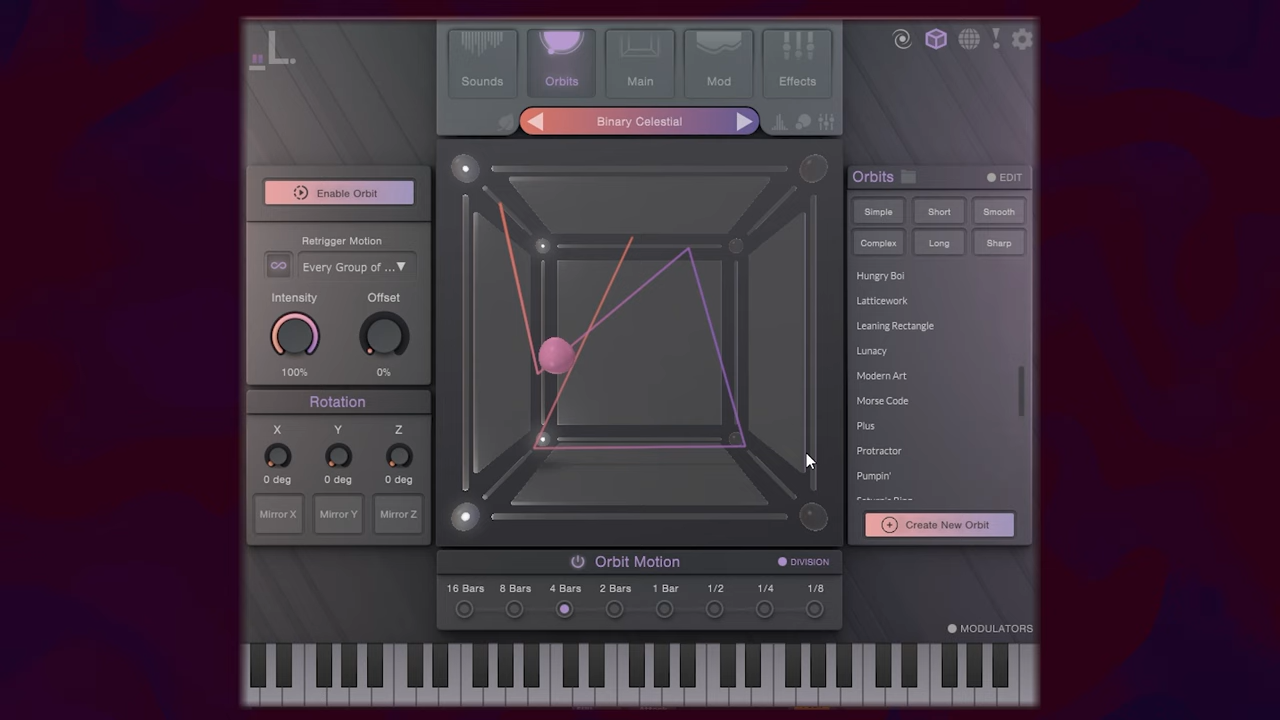 L.
Sounds
Orbits
Main
Mod
Effects
Binary Celestial
Enable Orbit
Retrigger Motion
Every Group of ...
Intensity
Offset
100%
0%
Rotation
X
Y
Z
0 deg
0 deg
0 deg
Mirror X
Mirror Y
Mirror Z
Orbits
EDIT
Simple
Short
Smooth
Complex
Long
Sharp
Hungry Boi
Latticework
Leaning Rectangle
Lunacy
Modern Art
Morse Code
Plus
Protractor
Pumpin'
Create New Orbit
Orbit Motion
DIVISION
16 Bars
8 Bars
4 Bars
2 Bars
1 Bar
1/2
1/4
1/8
MODULATORS